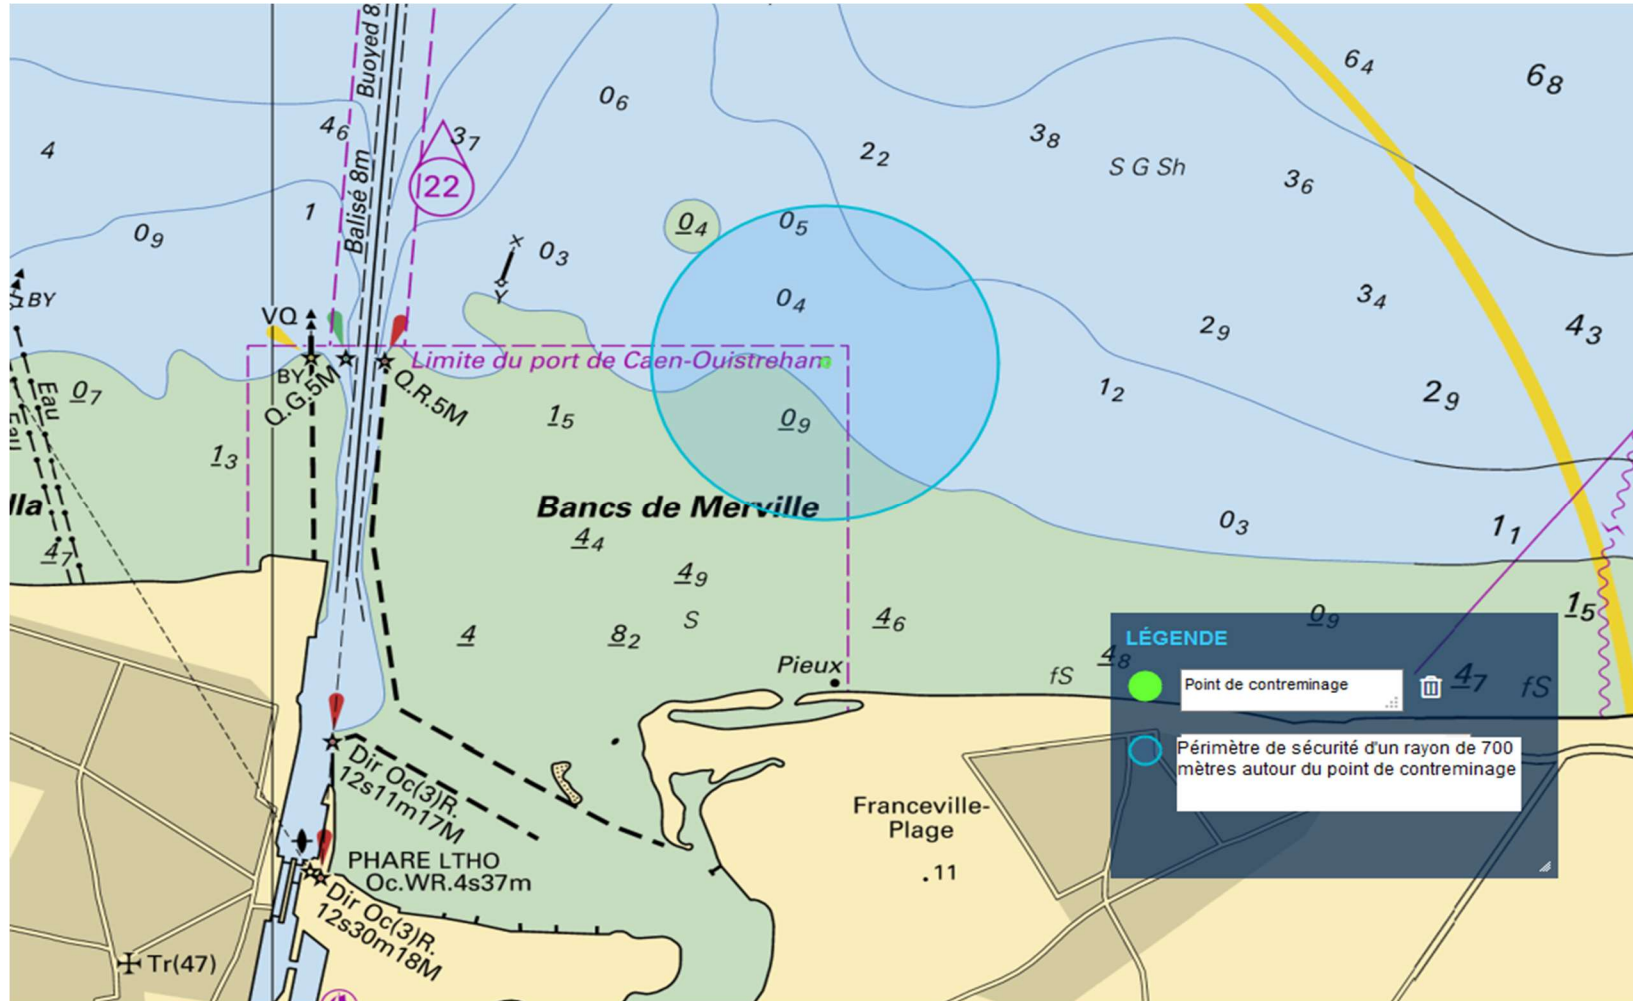 Buoyed 8
Balisé 8m
6₄
6₈
0₆
4₆
3₇
3₈
4
2₂
S G Sh
22
3₆
1
0₄
0₅
0₉
0₃
BY
Y
0₄
3₄
VQ
2₉
4₃
Limite du port de Caen-Ouistreham
BY
Q.G.5M
Q.R.5M
Eau
0₇
1₂
2₉
1₅
0₉
1₃
lla
Bancs de Merville
0₃
1₁
4₄
4₇
4₉
S
1₅
0₉
4
8₂
4₆
LÉGENDE
Pieux
4₈
fS
Point de contreminage
4₇
fS
Périmètre de sécurité d'un rayon de 700
mètres autour du point de contreminage
Dir Oc(3)R.
12s11m17M
Franceville-
Plage
PHARE LTHO
Oc.WR.4s37m
.11
Dir Oc(3)R.
12s30m18M
Tr(47)